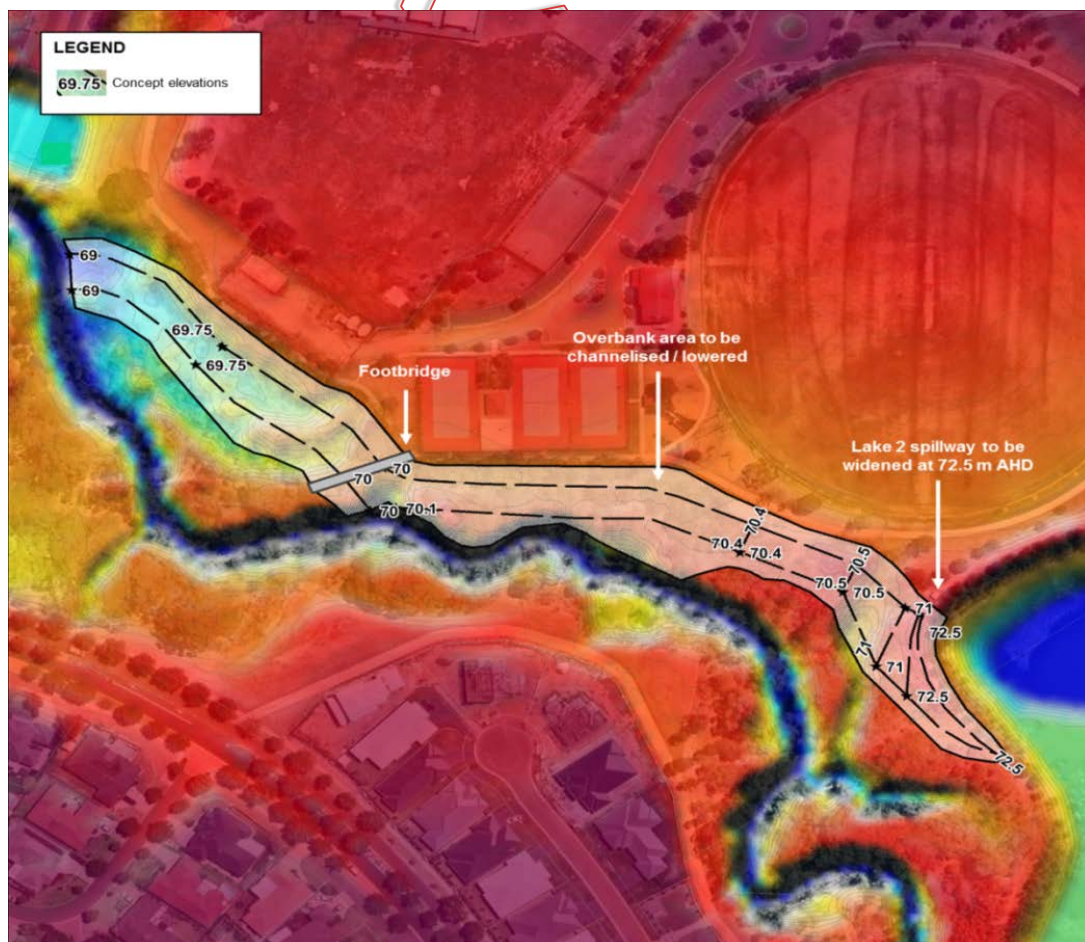 LEGEND
69.75 Concept elevations
69
69
69.75
69.75
Overbank area to be
channelised / lowered
Footbridge
Lake 2 spillway to be
widened at 72.5 m AHD
70
70
70 70.1
70.4
70.4 70.4
70.5
70.5 70.5
71
72.5
71
71
72.5
72.5